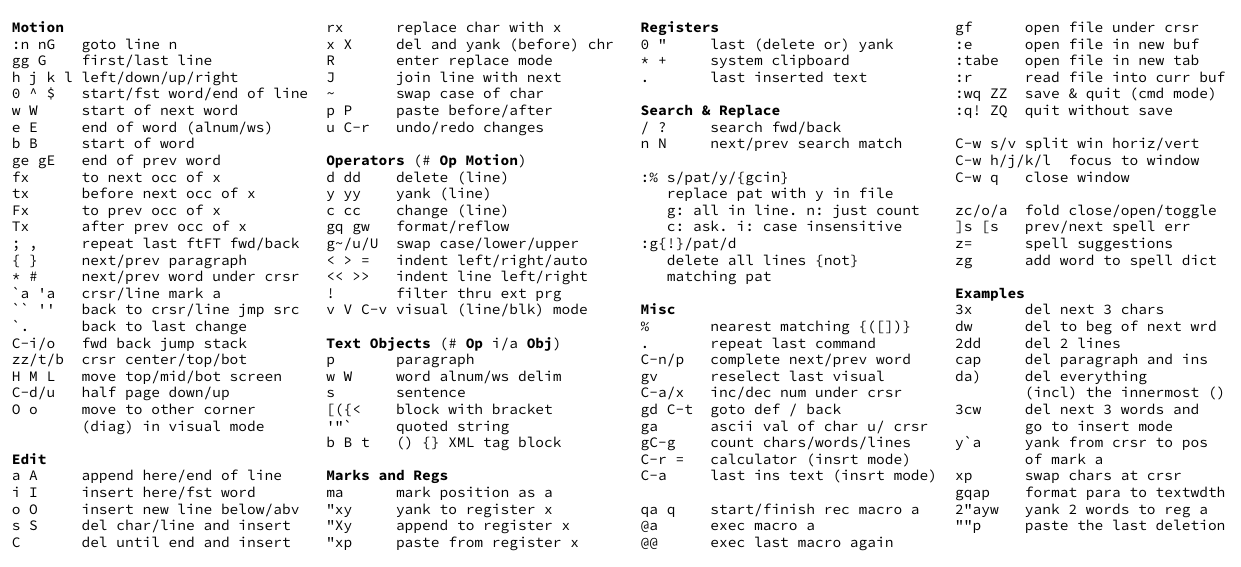 Motion
:n nG goto line n
gg G first/last line
h j k l left/down/up/right
0 ^ $ start/fst word/end of line
w W start of next word
e E end of word (alnum/ws)
b B start of word
ge gE end of prev word
fx to next occ of x
tx before next occ of x
Fx to prev occ of x
Tx after prev occ of x
; , repeat last ftFT fwd/back
{ } next/prev paragraph
* # next/prev word under crsr
`a 'a crsr/line mark a
`` '' back to crsr/line jmp src
`. back to last change
C-i/o fwd back jump stack
zz/t/b crsr center/top/bot
H M L move top/mid/bot screen
C-d/u half page down/up
O o move to other corner
(diag) in visual mode
Edit
a A append here/end of line
i I insert here/fst word
o O insert new line below/abv
s S del char/line and insert
C del until end and insert
rx replace char with x
x X del and yank (before) chr
R enter replace mode
J join line with next
~ swap case of char
p P paste before/after
u C-r undo/redo changes
Operators (# Op Motion)
d dd delete (line)
y yy yank (line)
c cc change (line)
gq gw format/reflow
g~/u/U swap case/lower/upper
< > = indent left/right/auto
<< >> indent line left/right
! filter thru ext prg
v V C-v visual (line/blk) mode
Text Objects (# Op i/a Obj)
p paragraph
w W word alnum/ws delim
s sentence
[({< block with bracket
'"` quoted string
b B t () {} XML tag block
Marks and Regs
ma mark position as a
"xy yank to register x
"Xy append to register x
"xp paste from register x
Registers
0 " last (delete or) yank
* + system clipboard
. last inserted text
Search & Replace
/ ? search fwd/back
n N next/prev search match
:% s/pat/y/{gcin}
replace pat with y in file
g: all in line. n: just count
c: ask. i: case insensitive
:g{!}/pat/d
delete all lines {not}
matching pat
Misc
% nearest matching {([])}
. repeat last command
C-n/p complete next/prev word
gv reselect last visual
C-a/x inc/dec num under crsr
gd C-t goto def / back
ga ascii val of char u/ crsr
gC-g count chars/words/lines
C-r = calculator (insrt mode)
C-a last ins text (insrt mode)
qa q start/finish rec macro a
@a exec macro a
@@ exec last macro again
gf open file under crsr
:e open file in new buf
:tabe open file in new tab
:r read file into curr buf
:wq ZZ save & quit (cmd mode)
:q! ZQ quit without save
C-w s/v split win horiz/vert
C-w h/j/k/l focus to window
C-w q close window
zc/o/a fold close/open/toggle
]s [s prev/next spell err
z= spell suggestions
zg add word to spell dict
Examples
3x del next 3 chars
dw del to beg of next wrd
2dd del 2 lines
cap del paragraph and ins
da) del everything
(incl) the innermost ()
3cw del next 3 words and
go to insert mode
y`a yank from crsr to pos
of mark a
xp swap chars at crsr
gqap format para to textwdth
2"ayw yank 2 words to reg a
""p paste the last deletion